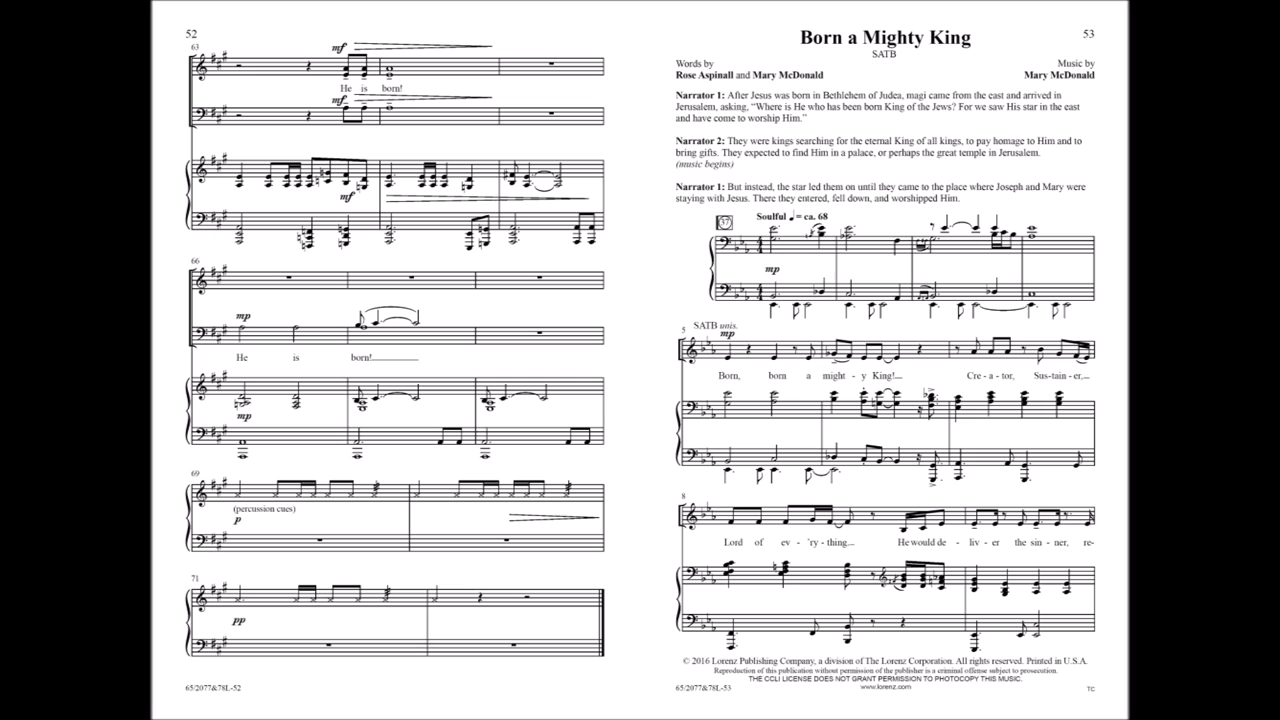 52
63
mf
He is born!
mf
mf
66
mp
He is born!
mp
69
(percussion cues)
p
71
pp
65/2077&78L-52
Born a Mighty King
53
SATB
Words by
Rose Aspinall and Mary McDonald
Music by
Mary McDonald
Narrator 1: After Jesus was born in Bethlehem of Judea, magi came from the east and arrived in
Jerusalem, asking, “Where is He who has been born King of the Jews? For we saw His star in the east
and have come to worship Him.”
Narrator 2: They were kings searching for the eternal King of all kings, to pay homage to Him and to
bring gifts. They expected to find Him in a palace, or perhaps the great temple in Jerusalem.
(music begins)
Narrator 1: But instead, the star led them on until they came to the place where Joseph and Mary were
staying with Jesus. There they entered, fell down, and worshipped Him.
37
Soulful ♩ = ca. 68
mp
5
SATB unis.
mp
Born, born a might - y King! Cre - a - tor, Sus-tain - er,
8
Lord of ev - 'ry - thing. He would de - liv - er the sin - ner, re-
© 2016 Lorenz Publishing Company, a division of The Lorenz Corporation. All rights reserved. Printed in U.S.A.
Reproduction of this publication without permission of the publisher is a criminal offense subject to prosecution.
THE CCLI LICENSE DOES NOT GRANT PERMISSION TO PHOTOCOPY THIS MUSIC.
65/2077&78L-53
www.lorenz.com
TC